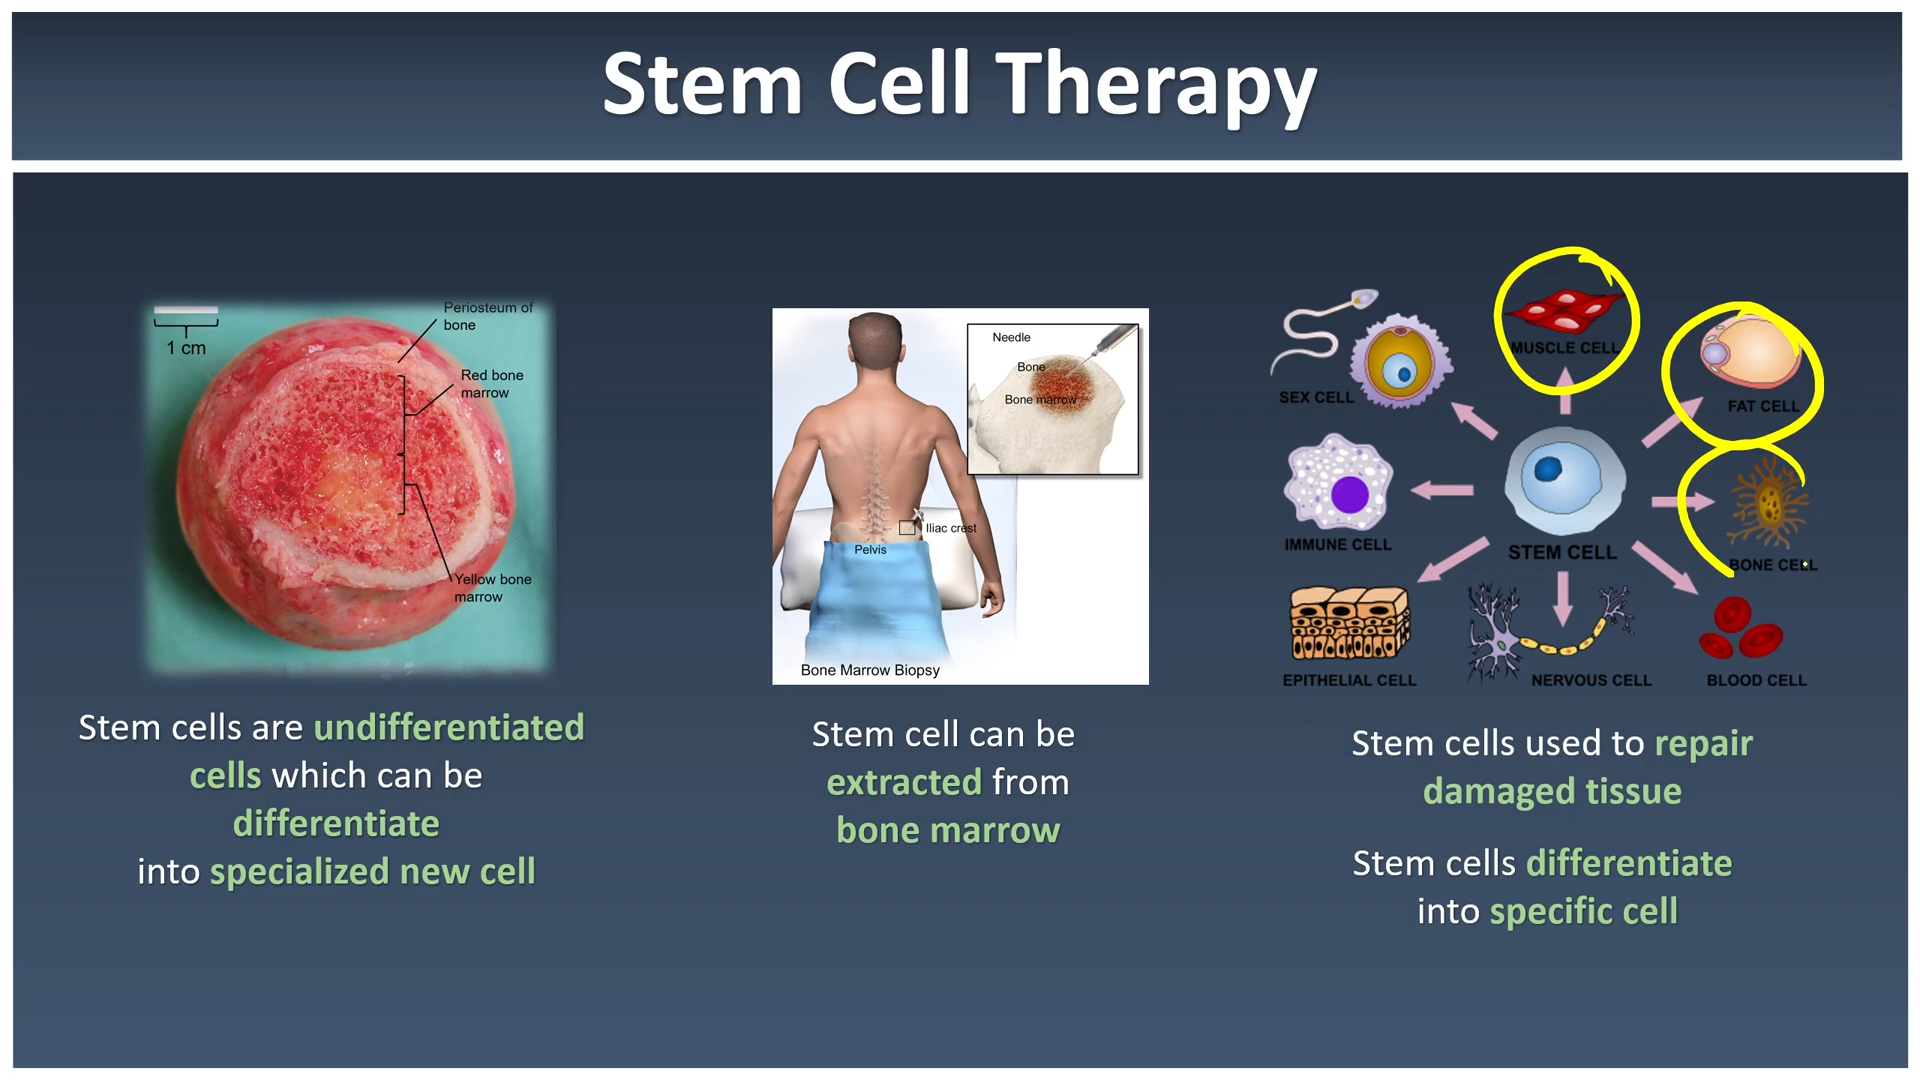 Stem Cell Therapy
1 cm
Periosteum of
bone
Red bone
marrow
Yellow bone
marrow
Stem cells are undifferentiated
cells which can be
differentiate
into specialized new cell
Needle
Bone
Bone marrow
Iliac crest
Pelvis
Bone Marrow Biopsy
Stem cell can be
extracted from
bone marrow
MUSCLE CELL
SEX CELL
FAT CELL
IMMUNE CELL
STEM CELL
BONE CELL
EPITHELIAL CELL
NERVOUS CELL
BLOOD CELL
Stem cells used to repair
damaged tissue
Stem cells differentiate
into specific cell